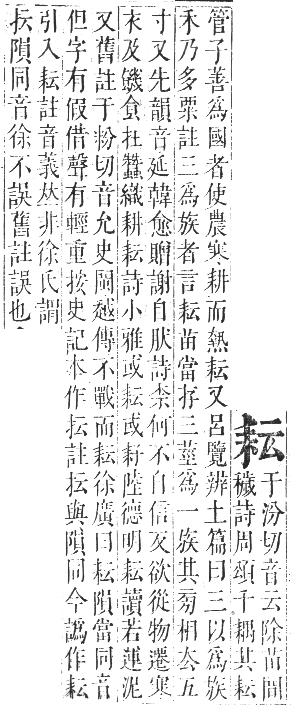 耘
于汾切音云除苗間
穢詩周頌千耦其耘
管子善爲國者使農寒耕而熱耘又呂覽辨土篇曰三以爲族
禾乃多粟註三爲族者言耘苗當存三莖爲一族其旁相去五
寸又先韻音延韓愈贈謝自肰詩柰何不自信反欲從物遷寒
衣及饑食在蠶織耕耘詩小雅或耘或耔陸德明耘讀若蓮泥
又舊註于粉切音允史閩越傳不戰而耘徐廣曰耘隕當同音
但字有假借聲有輕重按史記本作抎註抎與隕同今譌作耘
引入耘註音義丛非徐氏謂
抎隕同音徐不誤舊註誤也